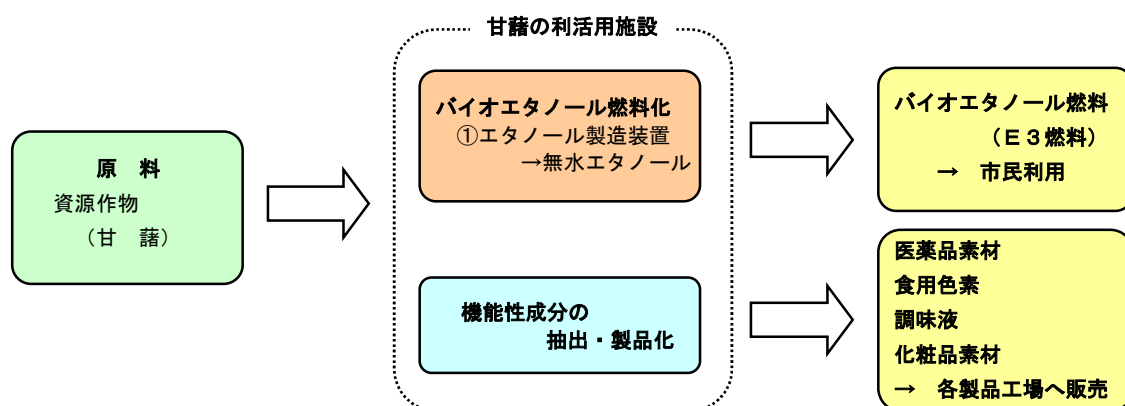 甘藷の利活用施設
原　料
資源作物
（甘　藷）
バイオエタノール燃料化
①エタノール製造装置
→無水エタノール
機能性成分の
抽出・製品化
バイオエタノール燃料
（Ｅ３燃料）
→　市民利用
医薬品素材
食用色素
調味液
化粧品素材
→　各製品工場へ販売